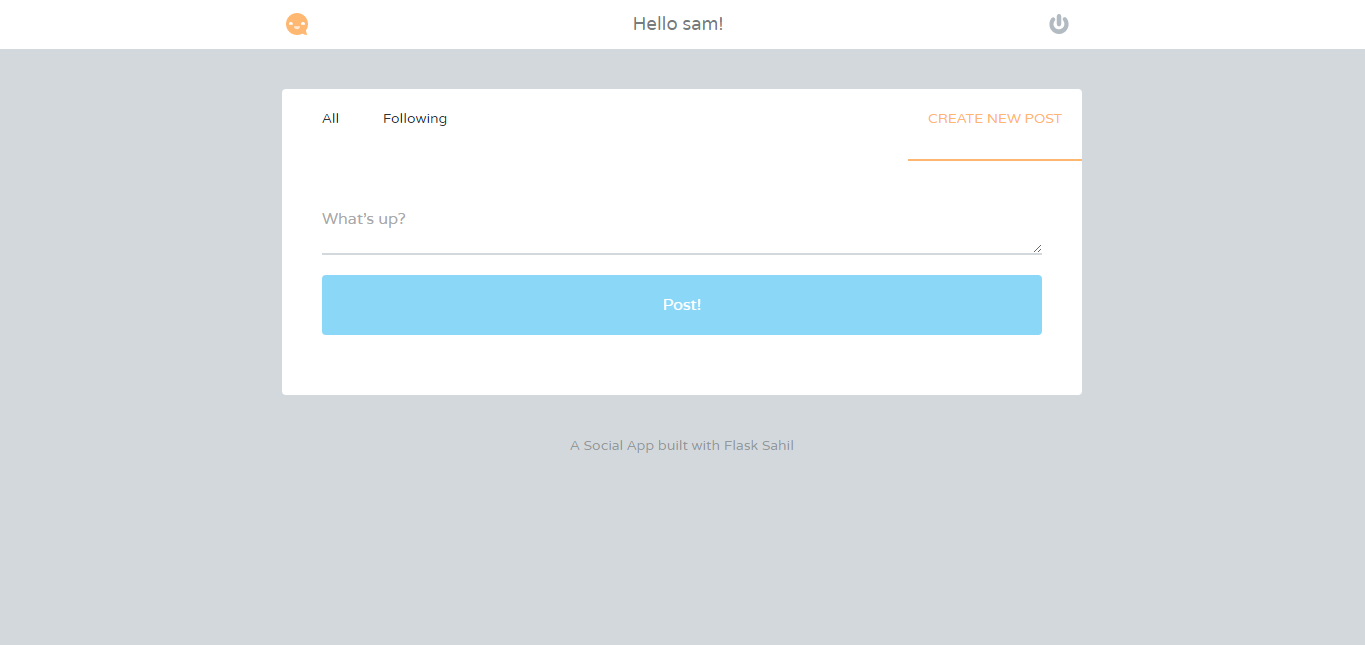 Hello sam!
All Following CREATE NEW POST
What's up?
Post!
A Social App built with Flask Sahil